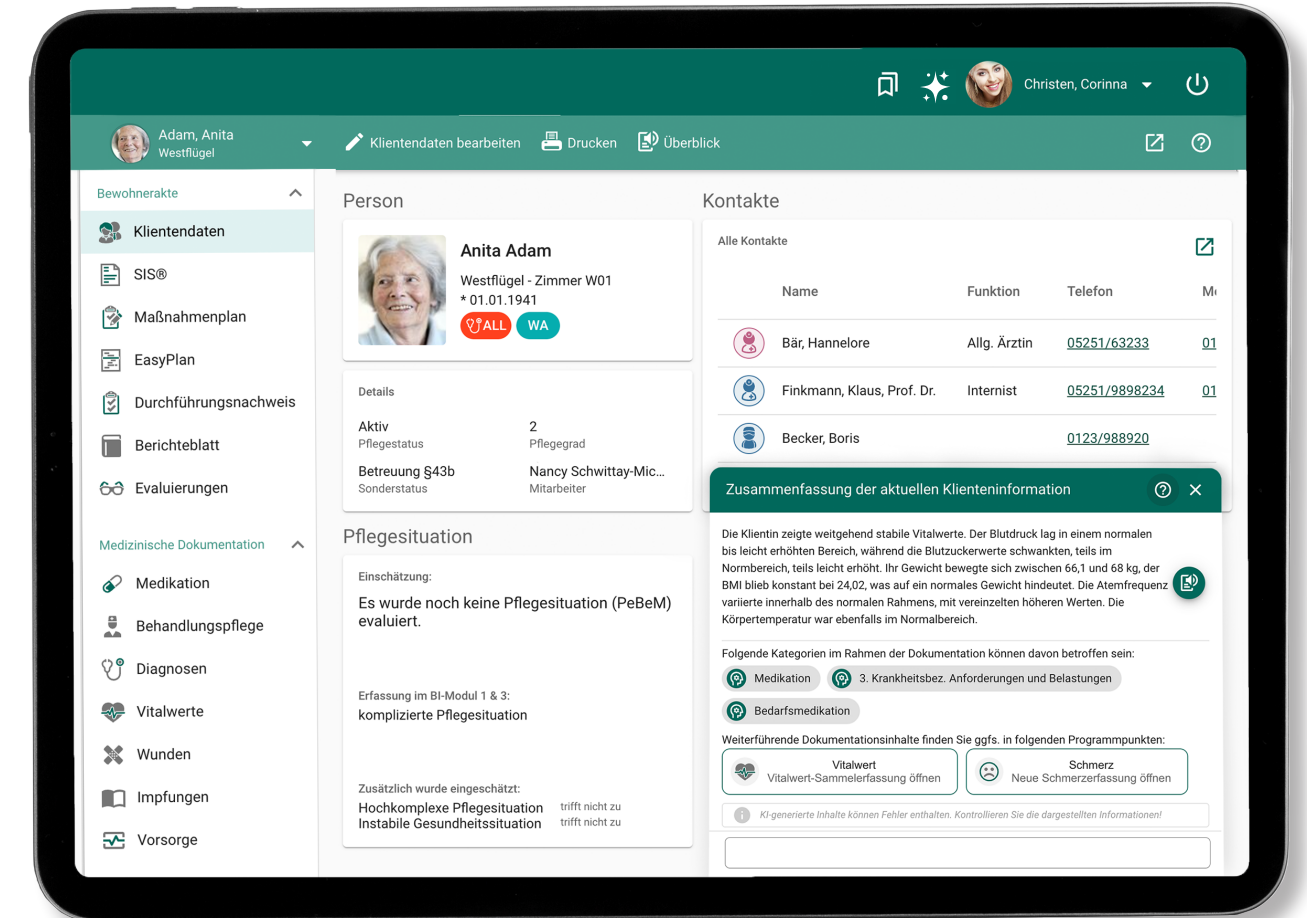 Christen, Corinna
Adam, Anita
Westflügel
Klientendaten bearbeiten
Drucken
Überblick
Bewohnerakte
Klientendaten
SIS®
Maßnahmenplan
EasyPlan
Durchführungsnachweis
Berichteblatt
Evaluierungen
Medizinische Dokumentation
Medikation
Behandlungspflege
Diagnosen
Vitalwerte
Wunden
Impfungen
Vorsorge
Person
Anita Adam
Westflügel - Zimmer W01
* 01.01.1941
ALL WA
Details
Aktiv 2
Pflegestatus Pflegegrad
Betreuung §43b Nancy Schwittay-Mic...
Sonderstatus Mitarbeiter
Pflegesituation
Einschätzung:
Es wurde noch keine Pflegesituation (PeBeM)
evaluiert.
Erfassung im BI-Modul 1 & 3:
komplizierte Pflegesituation
Zusätzlich wurde eingeschätzt:
Hochkomplexe Pflegesituation trifft nicht zu
Instabile Gesundheitssituation trifft nicht zu
Kontakte
Alle Kontakte
Name Funktion Telefon
Bär, Hannelore Allg. Ärztin 05251/63233 01
Finkmann, Klaus, Prof. Dr. Internist 05251/9898234 01
Becker, Boris 0123/988920
Zusammenfassung der aktuellen Klienteninformation
Die Klientin zeigte weitgehend stabile Vitalwerte. Der Blutdruck lag in einem normalen
bis leicht erhöhten Bereich, während die Blutzuckerwerte schwankten, teils im
Normbereich, teils leicht erhöht. Ihr Gewicht bewegte sich zwischen 66,1 und 68 kg, der
BMI blieb konstant bei 24,02, was auf ein normales Gewicht hindeutet. Die Atemfrequenz
variierte innerhalb des normalen Rahmens, mit vereinzelten höheren Werten. Die
Körpertemperatur war ebenfalls im Normalbereich.
Folgende Kategorien im Rahmen der Dokumentation können davon betroffen sein:
Medikation
3. Krankheitsbez. Anforderungen und Belastungen
Bedarfsmedikation
Weiterführende Dokumentationsinhalte finden Sie ggfs. in folgenden Programmpunkten:
Vitalwert
Vitalwert-Sammelerfassung öffnen
Schmerz
Neue Schmerzerfassung öffnen
KI-generierte Inhalte können Fehler enthalten. Kontrollieren Sie die dargestellten Informationen!